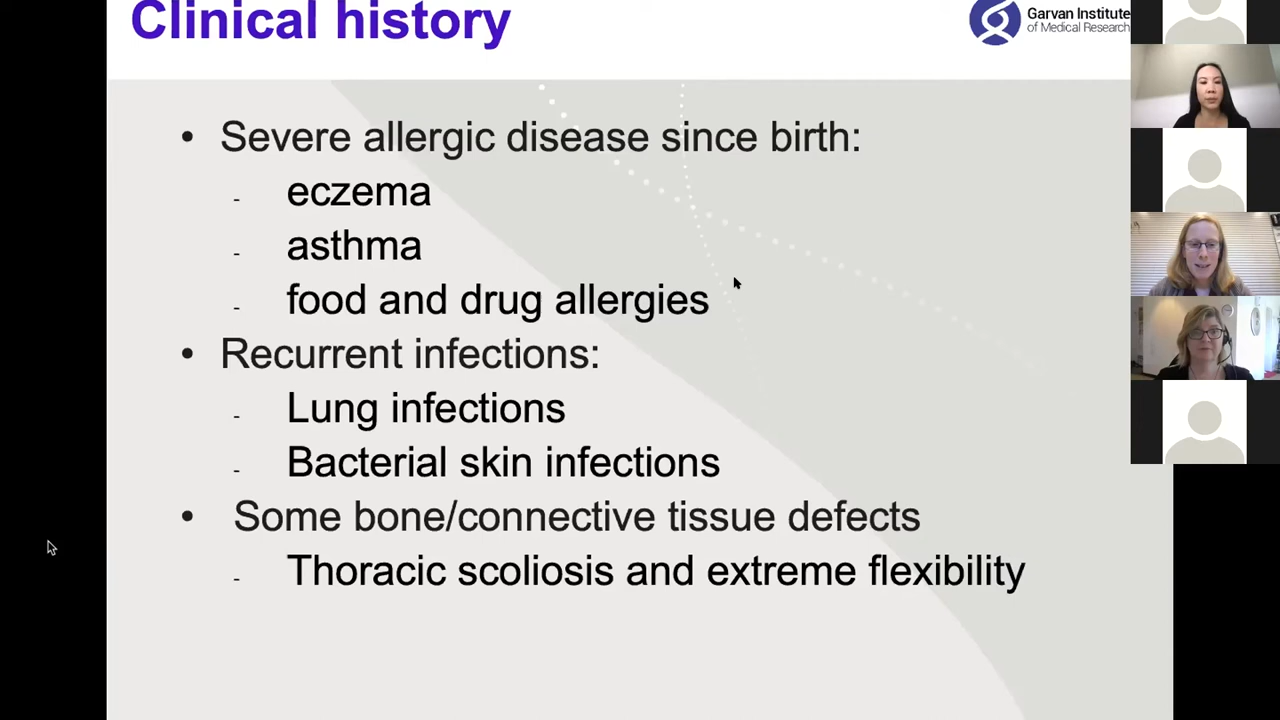 Clinical history
Garvan Institute
of Medical Research
• Severe allergic disease since birth:
- eczema
- asthma
- food and drug allergies
• Recurrent infections:
- Lung infections
- Bacterial skin infections
• Some bone/connective tissue defects
- Thoracic scoliosis and extreme flexibility